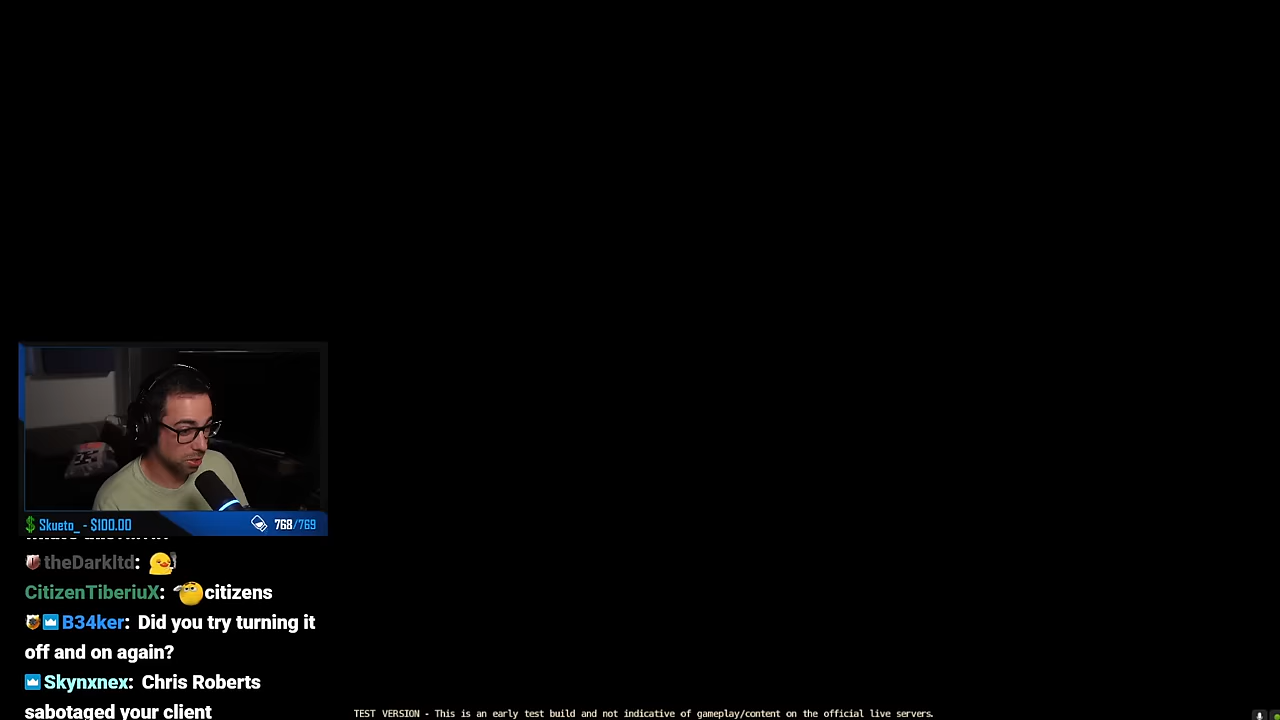 $ Skueto_ - $100.00
768/769
theDarkltd:
CitizenTiberiuX: citizens
B34ker: Did you try turning it
off and on again?
Skynxnex: Chris Roberts
sabotaged your client
TEST VERSION - This is an early test build and not indicative of gameplay/content on the official live servers.